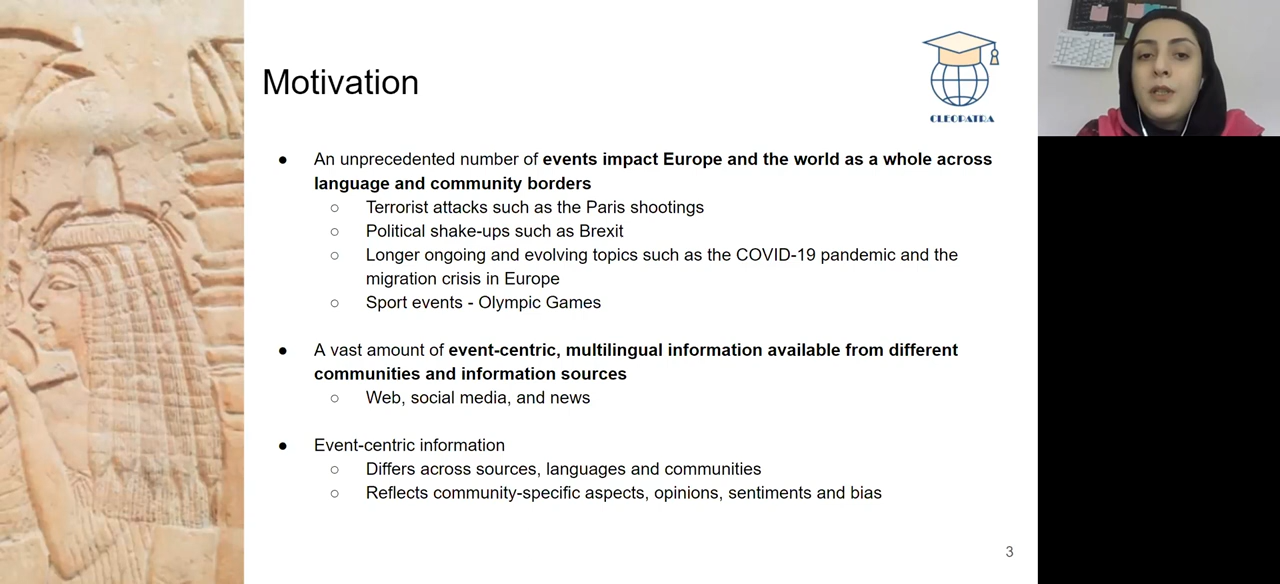 CLEOPATRA
Motivation
● An unprecedented number of events impact Europe and the world as a whole across
language and community borders
○ Terrorist attacks such as the Paris shootings
○ Political shake-ups such as Brexit
○ Longer ongoing and evolving topics such as the COVID-19 pandemic and the
migration crisis in Europe
○ Sport events - Olympic Games
● A vast amount of event-centric, multilingual information available from different
communities and information sources
○ Web, social media, and news
● Event-centric information
○ Differs across sources, languages and communities
○ Reflects community-specific aspects, opinions, sentiments and bias
3